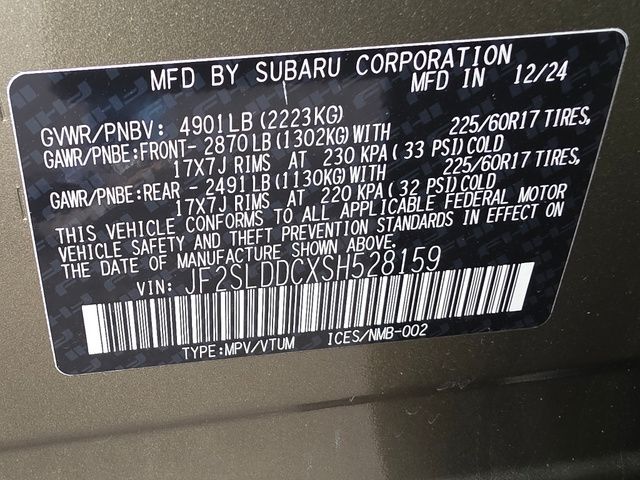 MFD BY SUBARU CORPORATION
MFD IN 12/24
GVWR/PNBV: 4901LB(2223KG)
GAWR/PNBE:FRONT- 2870LB(1302KG)WITH 225/60R17 TIRES,
17X7J RIMS AT 230 KPA(33 PSI)COLD
GAWR/PNBE:REAR - 2491LB(1130KG)WITH 225/60R17 TIRES,
17X7J RIMS AT 220 KPA(32 PSI)COLD
THIS VEHICLE CONFORMS TO ALL APPLICABLE FEDERAL MOTOR
VEHICLE SAFETY AND THEFT PREVENTION STANDARDS IN EFFECT ON
THE DATE OF MANUFACTURE SHOWN ABOVE.
VIN: JF2SLDDCXSH528159
TYPE:MPV/VTUM ICES/NMB-002